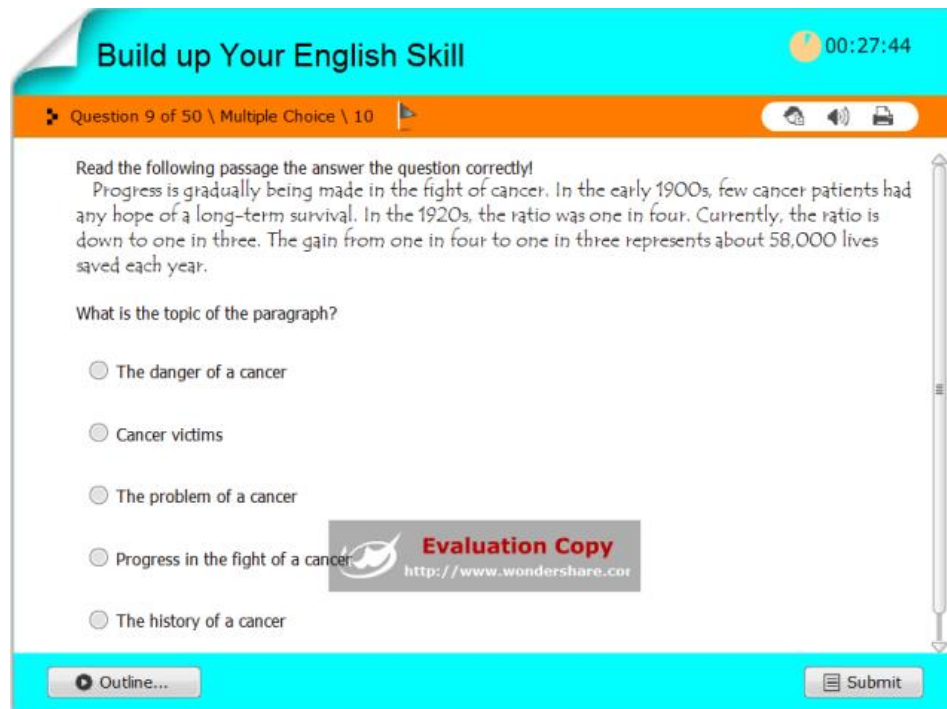 Build up Your English Skill
00:27:44
Question 9 of 50 \ Multiple Choice \ 10
Read the following passage the answer the question correctly!
Progress is gradually being made in the fight of cancer. In the early 1900s, few cancer patients had
any hope of a long-term survival. In the 1920s, the ratio was one in four. Currently, the ratio is
down to one in three. The gain from one in four to one in three represents about 58,000 lives
saved each year.
What is the topic of the paragraph?
The danger of a cancer
Cancer victims
The problem of a cancer
Progress in the fight of a cancer
Evaluation Copy
http://www.wondershare.cor
The history of a cancer
Outline...
Submit